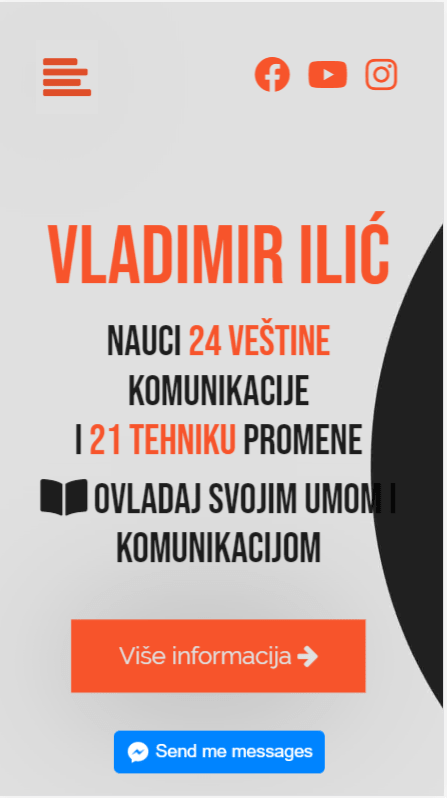 VLADIMIR ILIĆ
NAUCI 24 VEŠTINE
KOMUNIKACIJE
I 21 TEHNIKU PROMENE
OVLADAJ SVOJIM UMOM I
KOMUNIKACIJOM
Više informacija
Send me messages